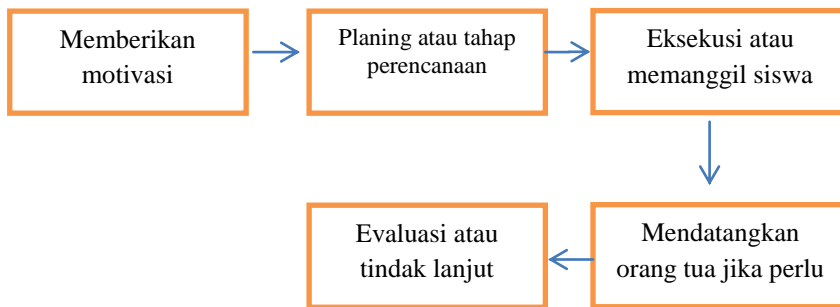 Memberikan
motivasi
Planing atau tahap
perencanaan
Eksekusi atau
memanggil siswa
Mendatangkan
orang tua jika perlu
Evaluasi atau
tindak lanjut